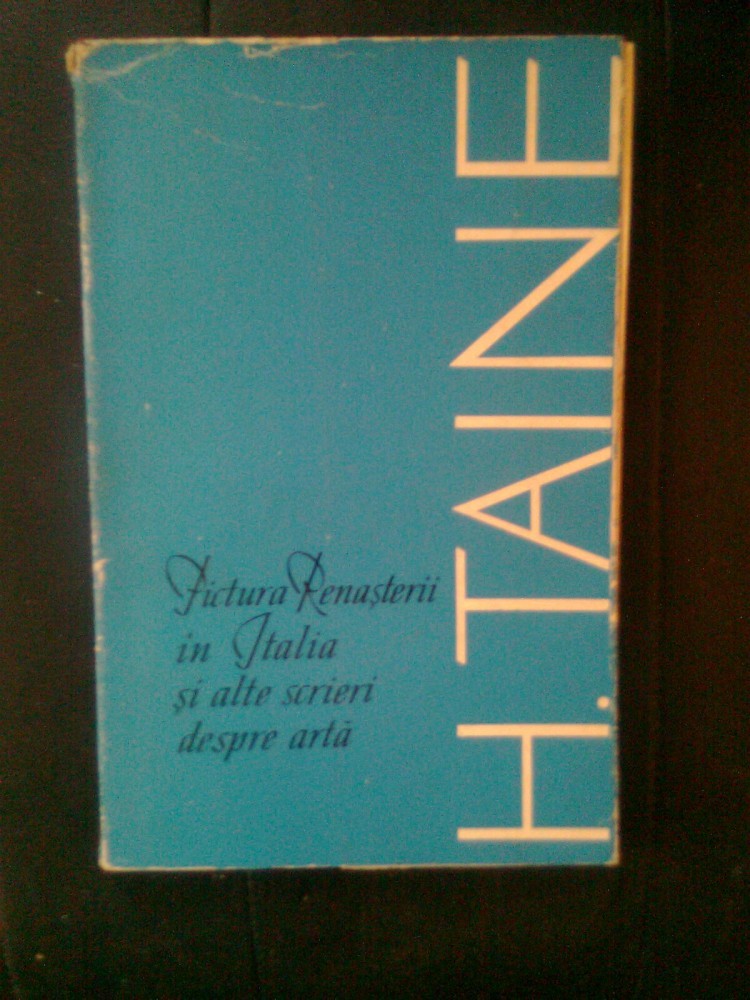 H. TAINE
Pictura Renașterii
in Italia
și alte scrieri
despre artă